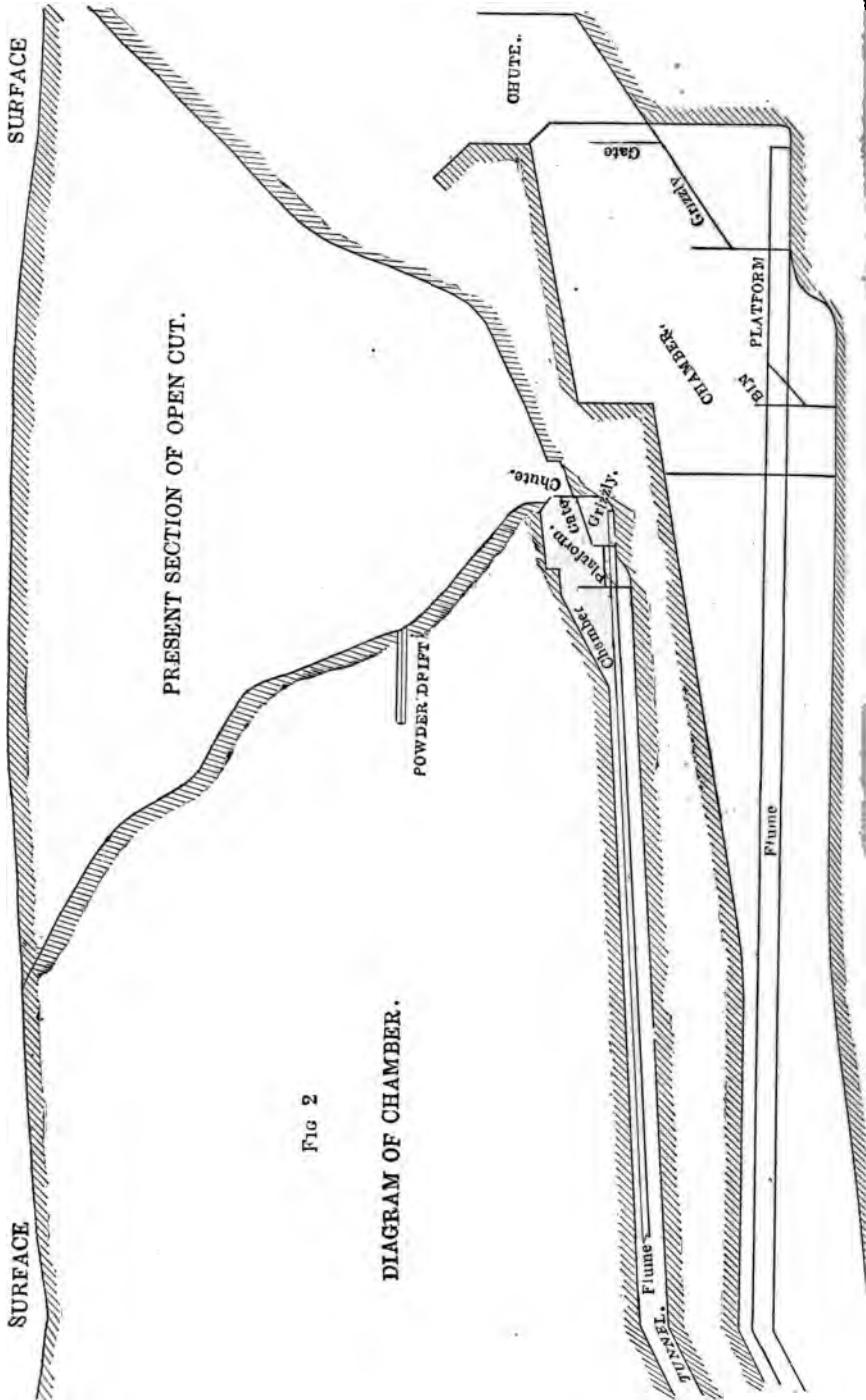 SURFACE
SURFACE
PRESENT SECTION OF OPEN CUT.
POWDER DRIFT
Fig 2
DIAGRAM OF CHAMBER.
Chute.
Gate
Grizzly.
Platform.
Chamber
Flume
TUNNEL.
CHUTE.
Gate
Grizzly
CHAMBER.
PLATFORM
BIN
Flume